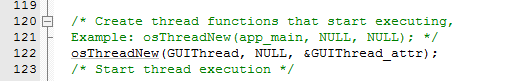 119
120 /* Create thread functions that start executing,
121 Example: osThreadNew(app_main, NULL, NULL); */
122 osThreadNew(GUIThread, NULL, &GUIThread_attr);
123 /* Start thread execution */